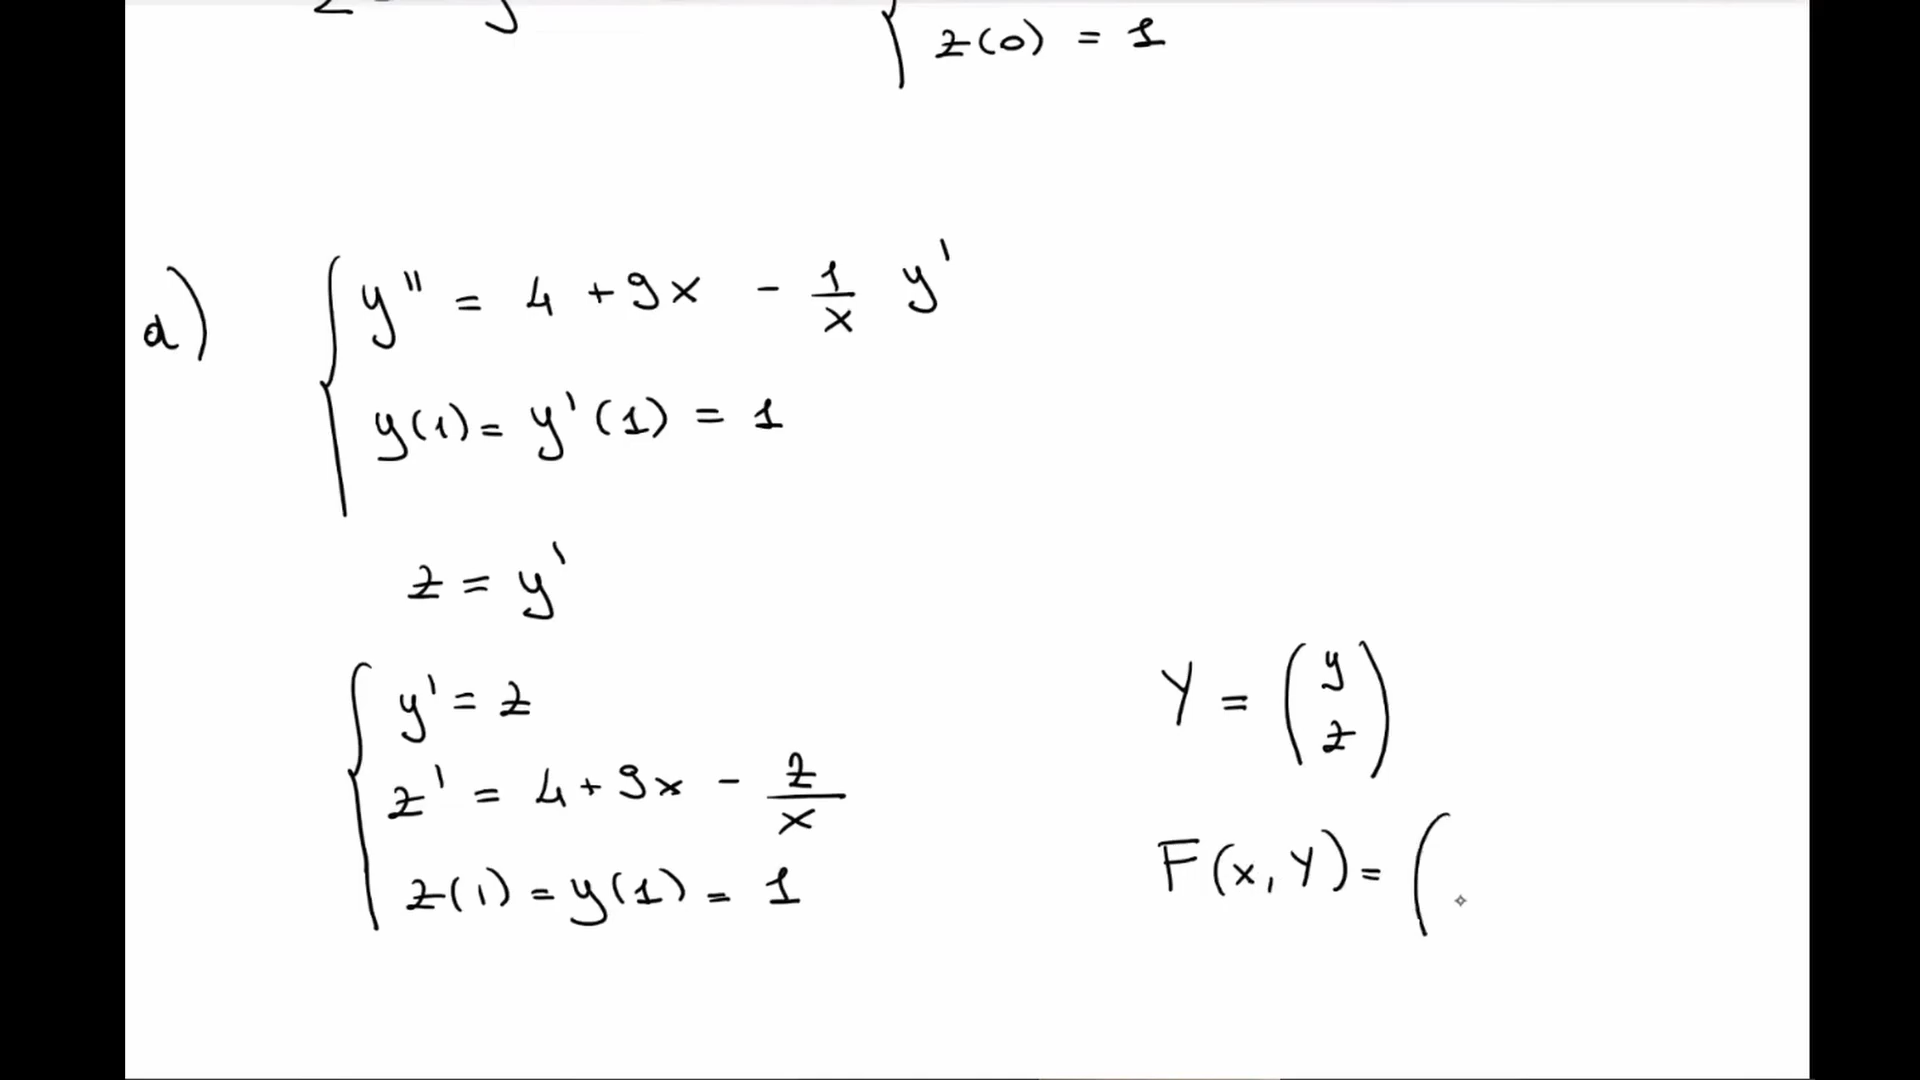 z(0) = 1
d) y'' = 4 + 9x - 1/x y'
y(1) = y'(1) = 1
z = y'
y' = z
z' = 4 + 9x - z/x
z(1) = y(1) = 1
Y = (y z)
F(x, Y) = (